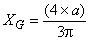 X_G = (4 × a) / 3π